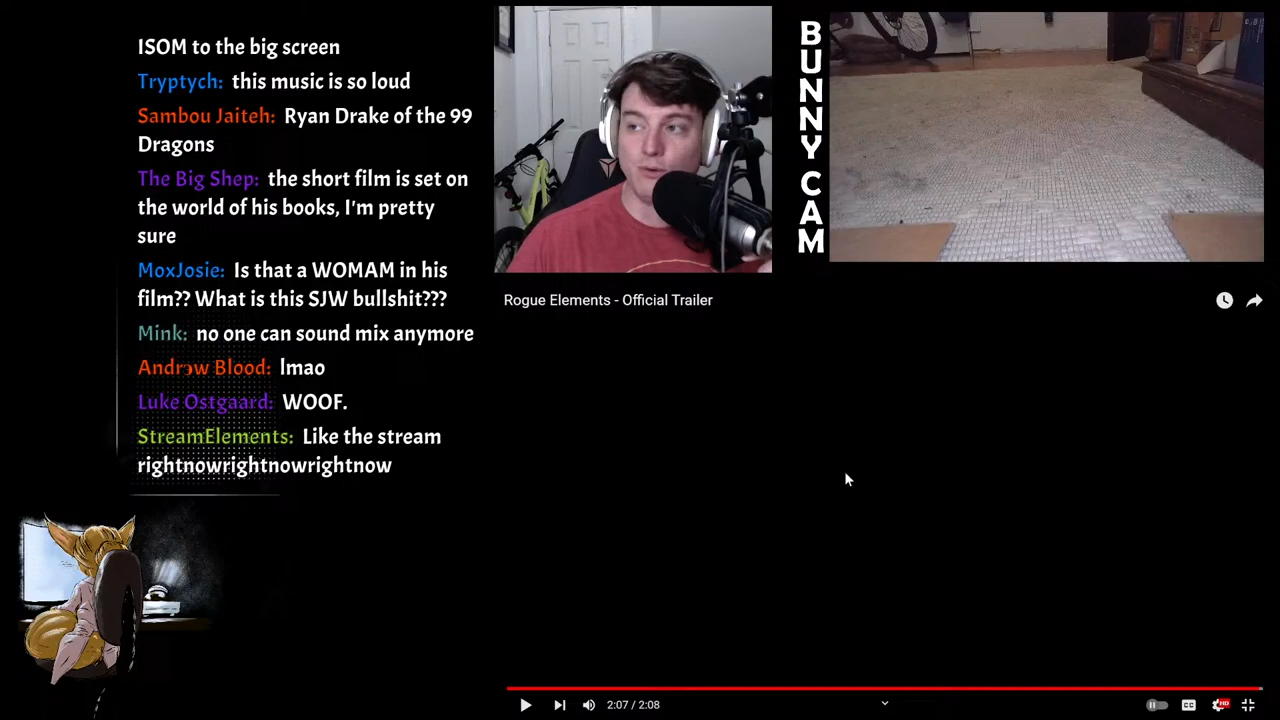 ISOM to the big screen
Tryptych: this music is so loud
Sambou Jaiteh: Ryan Drake of the 99
Dragons
The Big Shep: the short film is set on
the world of his books, I'm pretty
sure
MoxJosie: Is that a WOMAM in his
film?? What is this SJW bullshit???
Mink: no one can sound mix anymore
Andrew Blood: lmao
Luke Ostgaard: WOOF.
StreamElements: Like the stream
rightnowrightnowrightnow
BUNNY CAM
Rogue Elements - Official Trailer
2:07 / 2:08
CC
HD